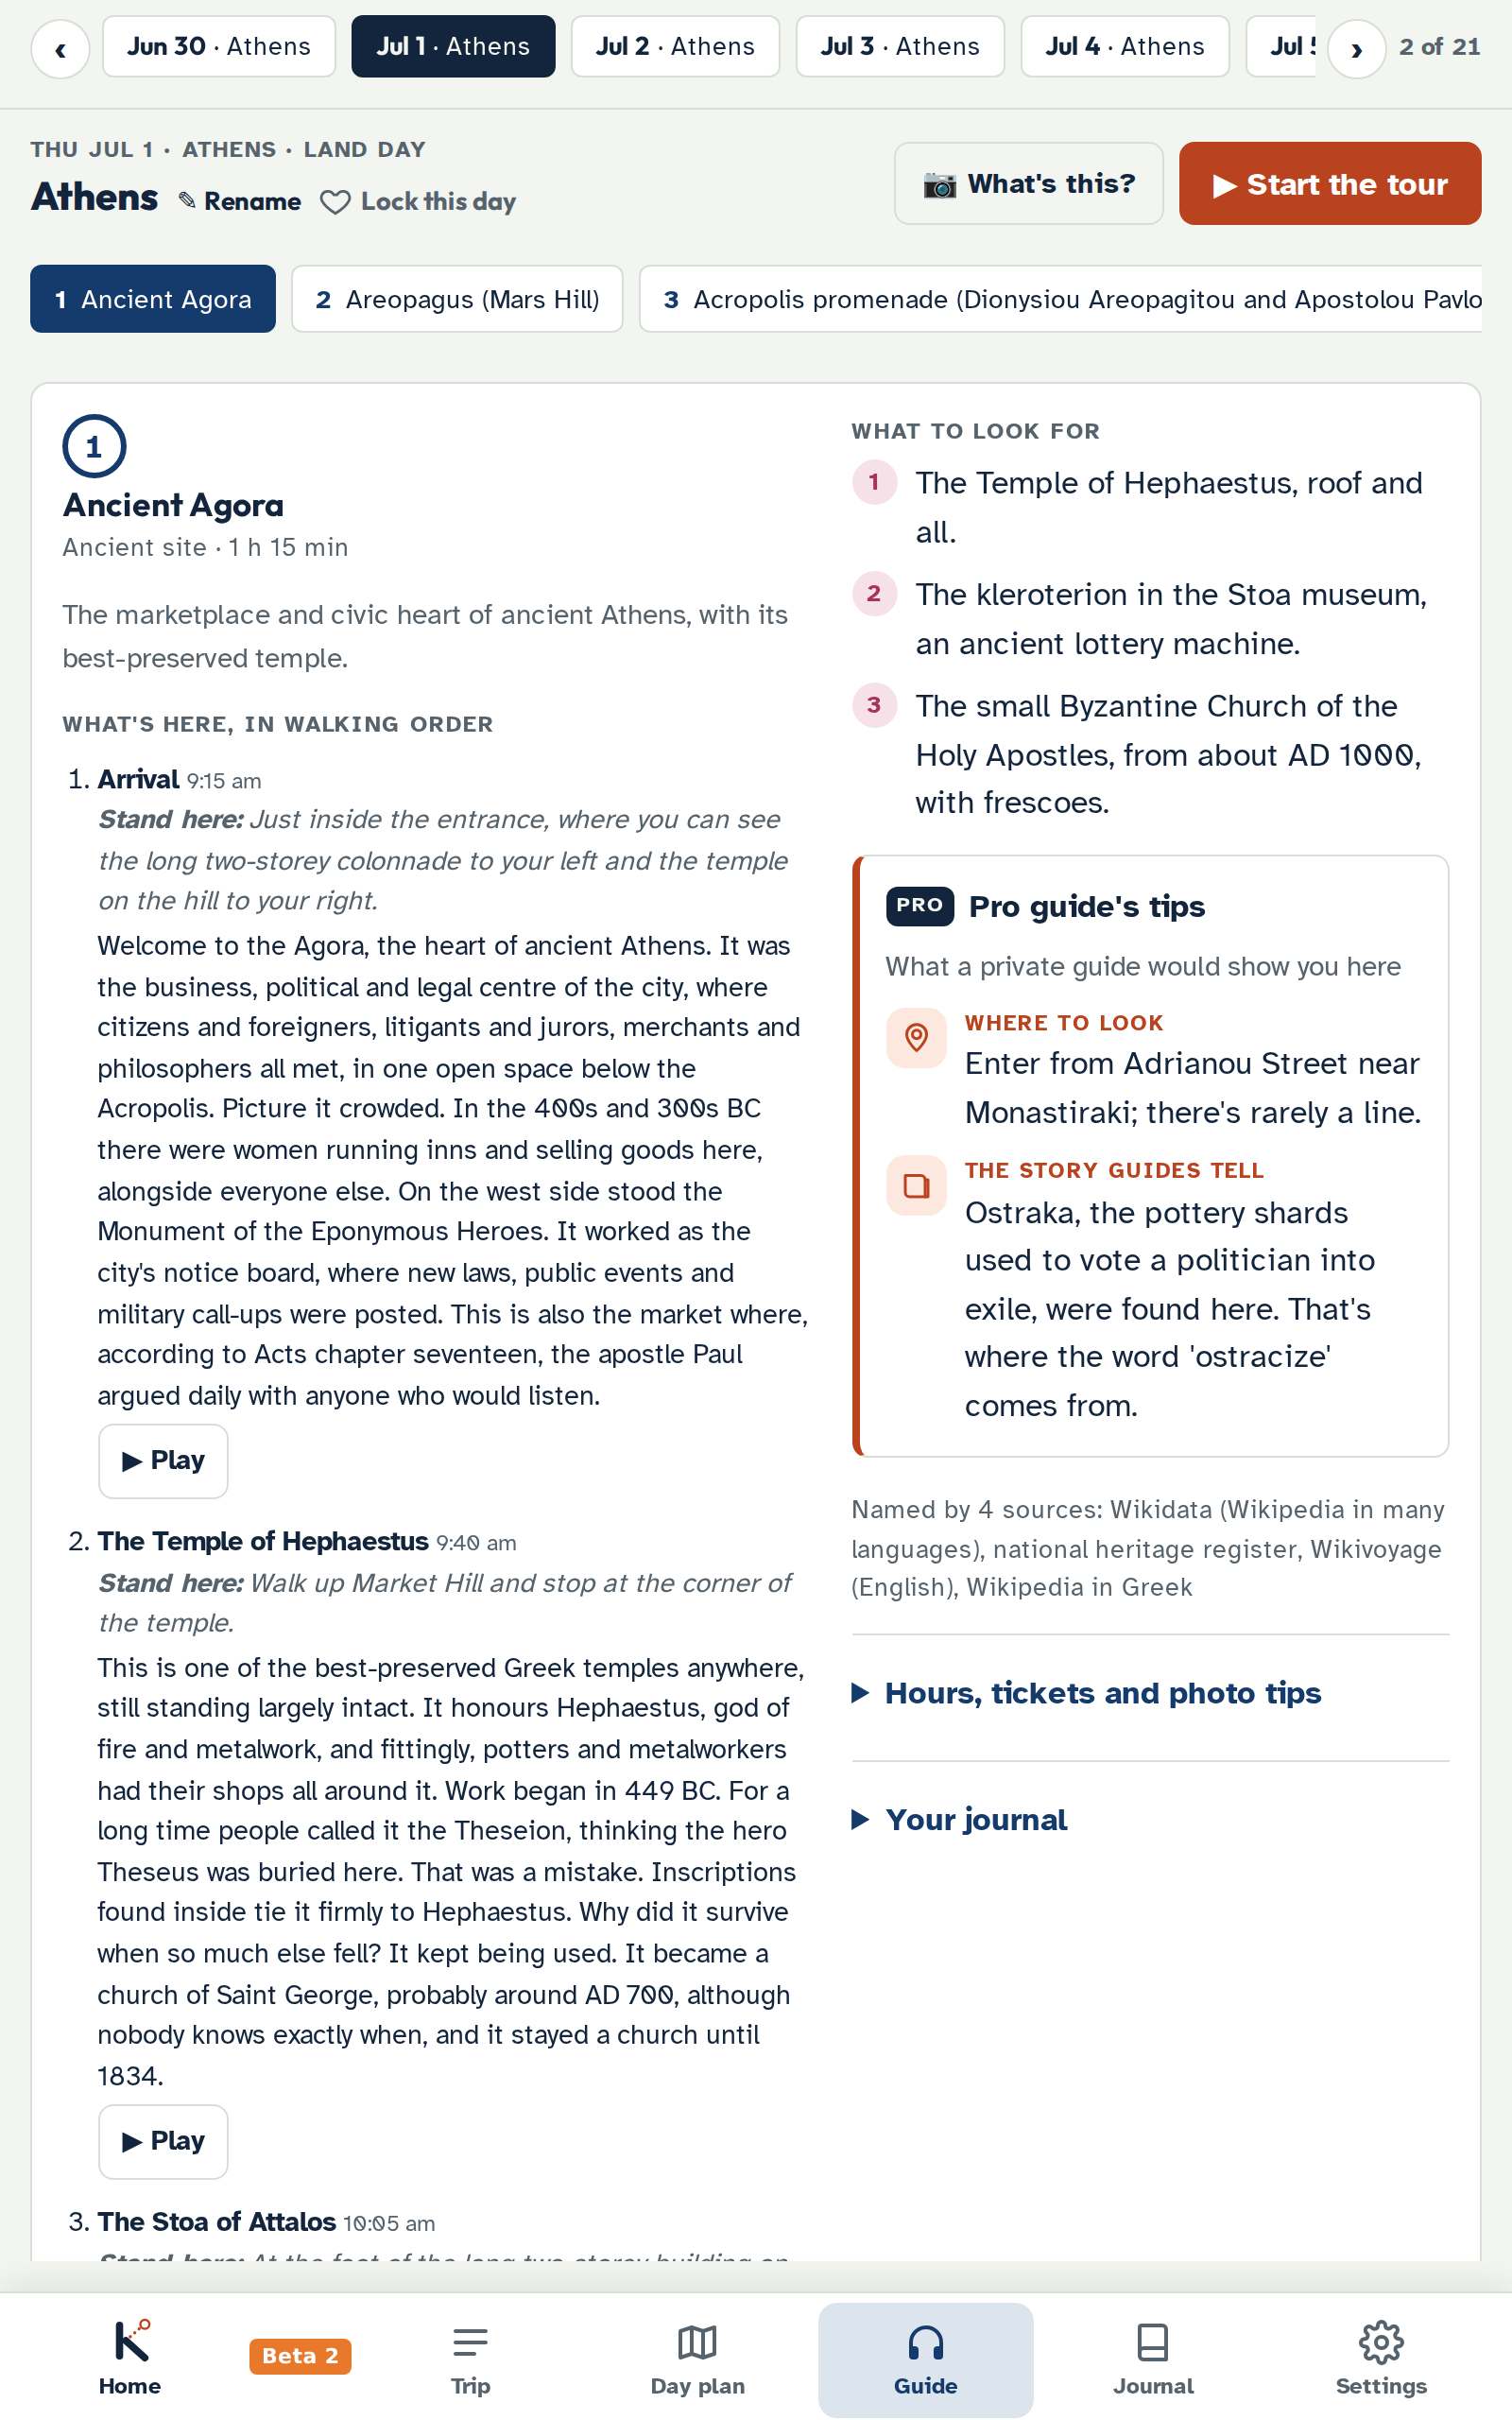 ‹
Jun 30 · Athens
Jul 1 · Athens
Jul 2 · Athens
Jul 3 · Athens
Jul 4 · Athens
Jul
›
2 of 21
THU JUL 1 · ATHENS · LAND DAY
Athens ✎ Rename ♡ Lock this day
📷 What's this?
▶ Start the tour
1 Ancient Agora
2 Areopagus (Mars Hill)
3 Acropolis promenade (Dionysiou Areopagitou and Apostolou Pavlo
1
Ancient Agora
Ancient site · 1 h 15 min
The marketplace and civic heart of ancient Athens, with its
best-preserved temple.
WHAT'S HERE, IN WALKING ORDER
1. Arrival 9:15 am
Stand here: Just inside the entrance, where you can see
the long two-storey colonnade to your left and the temple
on the hill to your right.
Welcome to the Agora, the heart of ancient Athens. It was
the business, political and legal centre of the city, where
citizens and foreigners, litigants and jurors, merchants and
philosophers all met, in one open space below the
Acropolis. Picture it crowded. In the 400s and 300s BC
there were women running inns and selling goods here,
alongside everyone else. On the west side stood the
Monument of the Eponymous Heroes. It worked as the
city's notice board, where new laws, public events and
military call-ups were posted. This is also the market where,
according to Acts chapter seventeen, the apostle Paul
argued daily with anyone who would listen.
▶ Play
2. The Temple of Hephaestus 9:40 am
Stand here: Walk up Market Hill and stop at the corner of
the temple.
This is one of the best-preserved Greek temples anywhere,
still standing largely intact. It honours Hephaestus, god of
fire and metalwork, and fittingly, potters and metalworkers
had their shops all around it. Work began in 449 BC. For a
long time people called it the Theseion, thinking the hero
Theseus was buried here. That was a mistake. Inscriptions
found inside tie it firmly to Hephaestus. Why did it survive
when so much else fell? It kept being used. It became a
church of Saint George, probably around AD 700, although
nobody knows exactly when, and it stayed a church until
1834.
▶ Play
3. The Stoa of Attalos 10:05 am
Stand here: At the foot of the long two-storey building on
WHAT TO LOOK FOR
1 The Temple of Hephaestus, roof and
all.
2 The kleroterion in the Stoa museum,
an ancient lottery machine.
3 The small Byzantine Church of the
Holy Apostles, from about AD 1000,
with frescoes.
PRO Pro guide's tips
What a private guide would show you here
WHERE TO LOOK
Enter from Adrianou Street near
Monastiraki; there's rarely a line.
THE STORY GUIDES TELL
Ostraka, the pottery shards
used to vote a politician into
exile, were found here. That's
where the word 'ostracize'
comes from.
Named by 4 sources: Wikidata (Wikipedia in many
languages), national heritage register, Wikivoyage
(English), Wikipedia in Greek
▶ Hours, tickets and photo tips
▶ Your journal
Home
Beta 2
Trip
Day plan
Guide
Journal
Settings